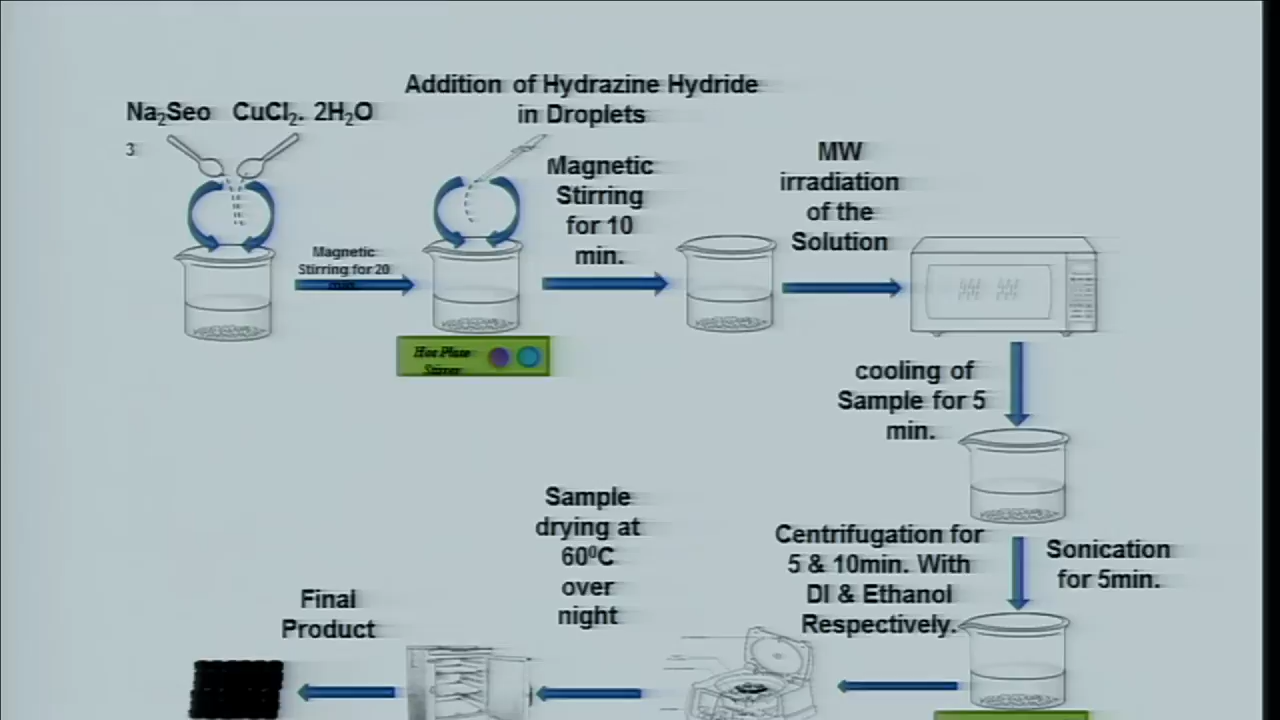 Addition of Hydrazine Hydride
in Droplets
Na₂Seo CuCl₂. 2H₂O
3
Magnetic
Stirring for 20
Magnetic
Stirring
for 10
min.
MW
irradiation
of the
Solution
Hot Plate
Stirrer
cooling of
Sample for 5
min.
Sonication
for 5min.
Centrifugation for
5 & 10min. With
DI & Ethanol
Respectively.
Sample
drying at
60⁰C
over
night
Final
Product